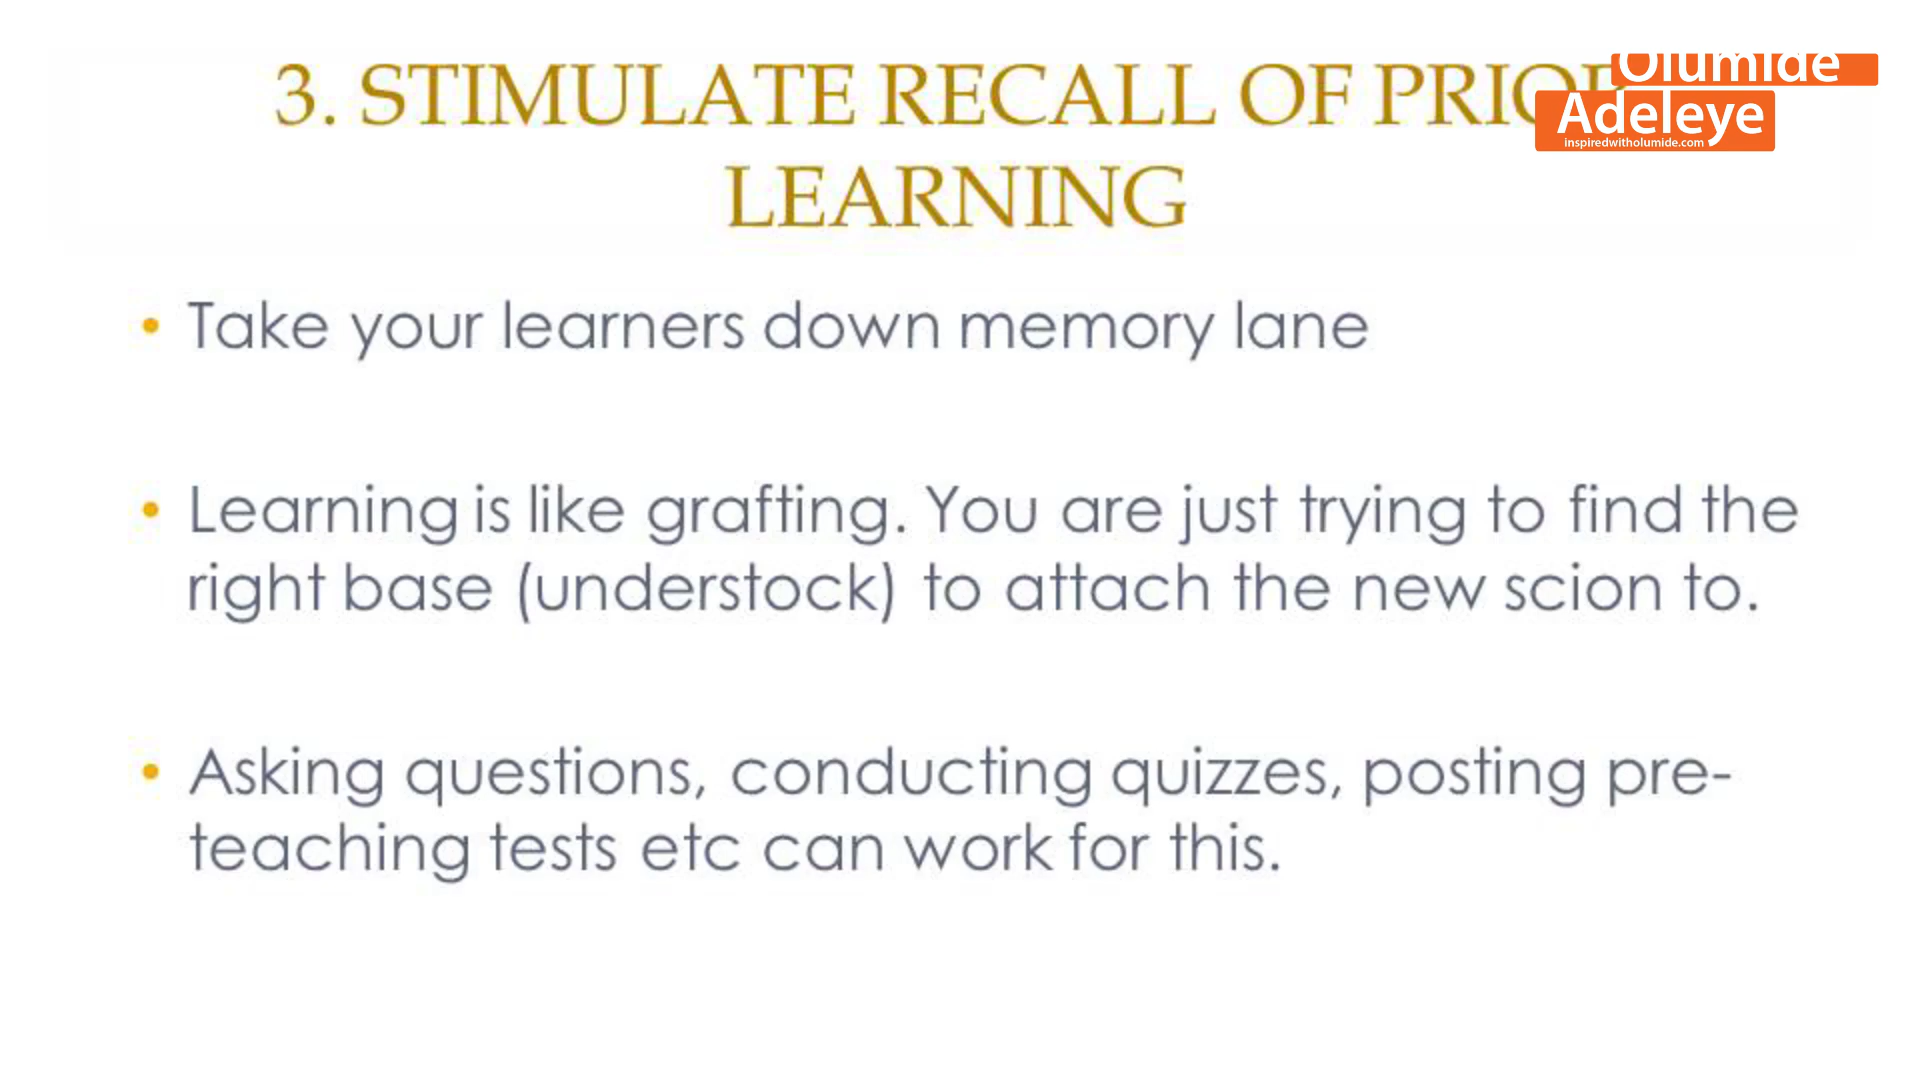 3. STIMULATE RECALL OF PRIOR
LEARNING
Olumide
Adeleye
inspiredwitholumide.com
• Take your learners down memory lane
• Learning is like grafting. You are just trying to find the
right base (understock) to attach the new scion to.
• Asking questions, conducting quizzes, posting pre-
teaching tests etc can work for this.